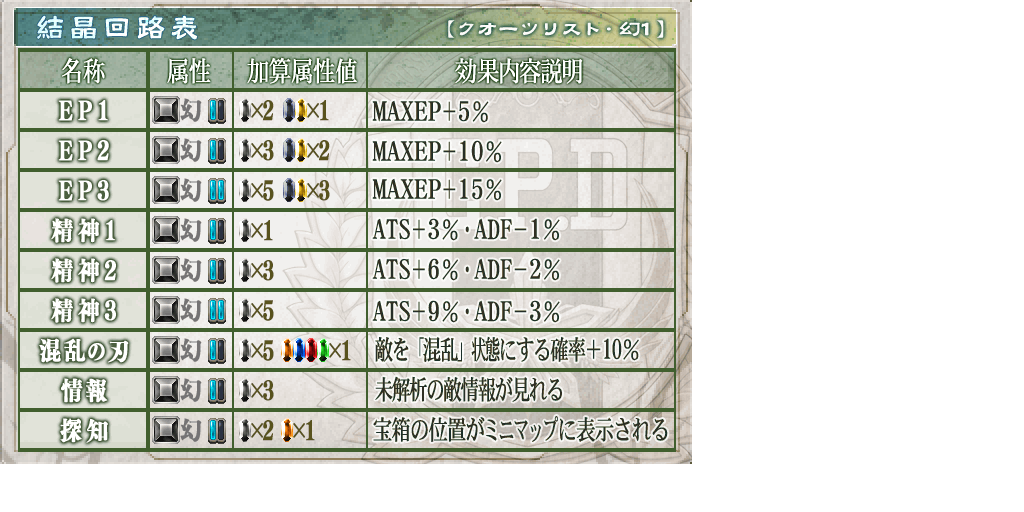 結晶回路表 【クオーツリスト・幻1】
名称 属性 加算属性値 効果内容説明
EP1 幻 ×2 ×1 MAXEP+5%
EP2 幻 ×3 ×2 MAXEP+10%
EP3 幻 ×5 ×3 MAXEP+15%
精神1 幻 ×1 ATS+3%・ADF-1%
精神2 幻 ×3 ATS+6%・ADF-2%
精神3 幻 ×5 ATS+9%・ADF-3%
混乱の刃 幻 ×5 ×1 敵を「混乱」状態にする確率+10%
情報 幻 ×3 未解析の敵情報が見れる
探知 幻 ×2 ×1 宝箱の位置がミニマップに表示される